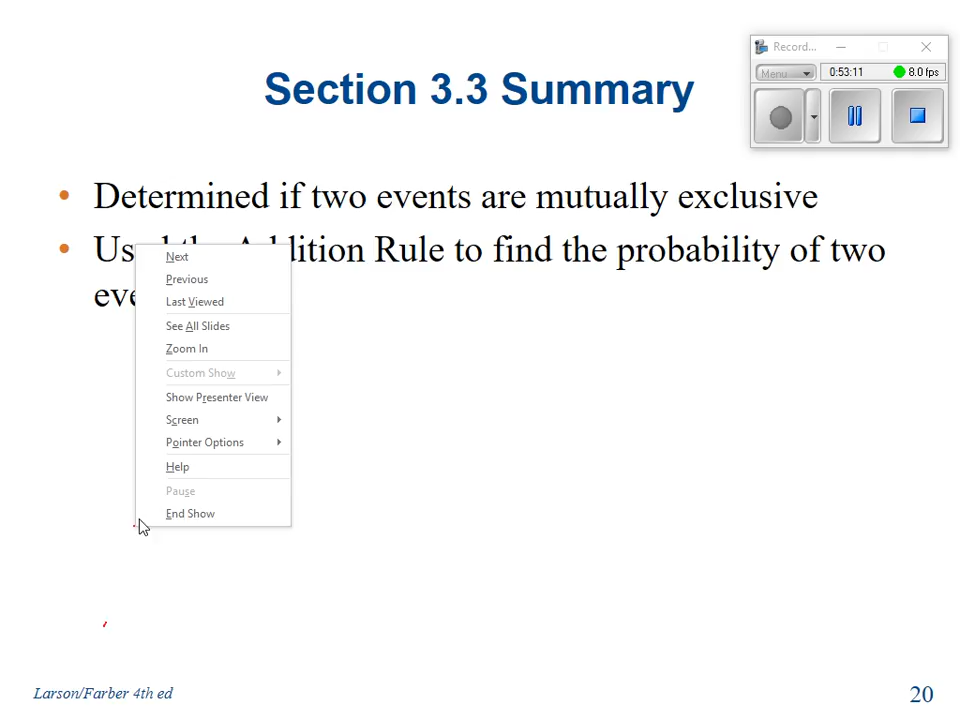 Record...
Menu
0:53:11
8.0 fps
Section 3.3 Summary
• Determined if two events are mutually exclusive
• Us the Addition Rule to find the probability of two
eve
Next
Previous
Last Viewed
See All Slides
Zoom In
Custom Show
Show Presenter View
Screen
Pointer Options
Help
Pause
End Show
Larson/Farber 4th ed
20